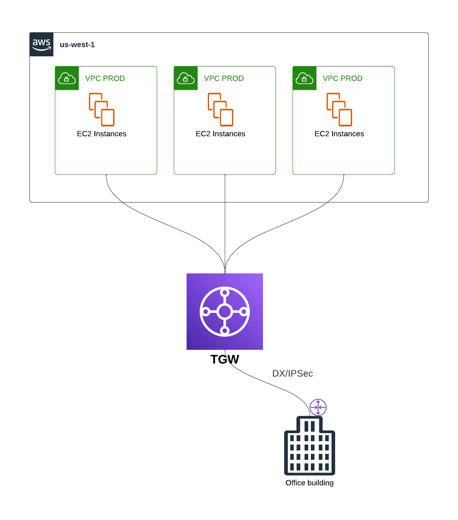 aws
us-west-1
VPC PROD
VPC PROD
VPC PROD
EC2 Instances
EC2 Instances
EC2 Instances
TGW
DX/IPSec
Office building